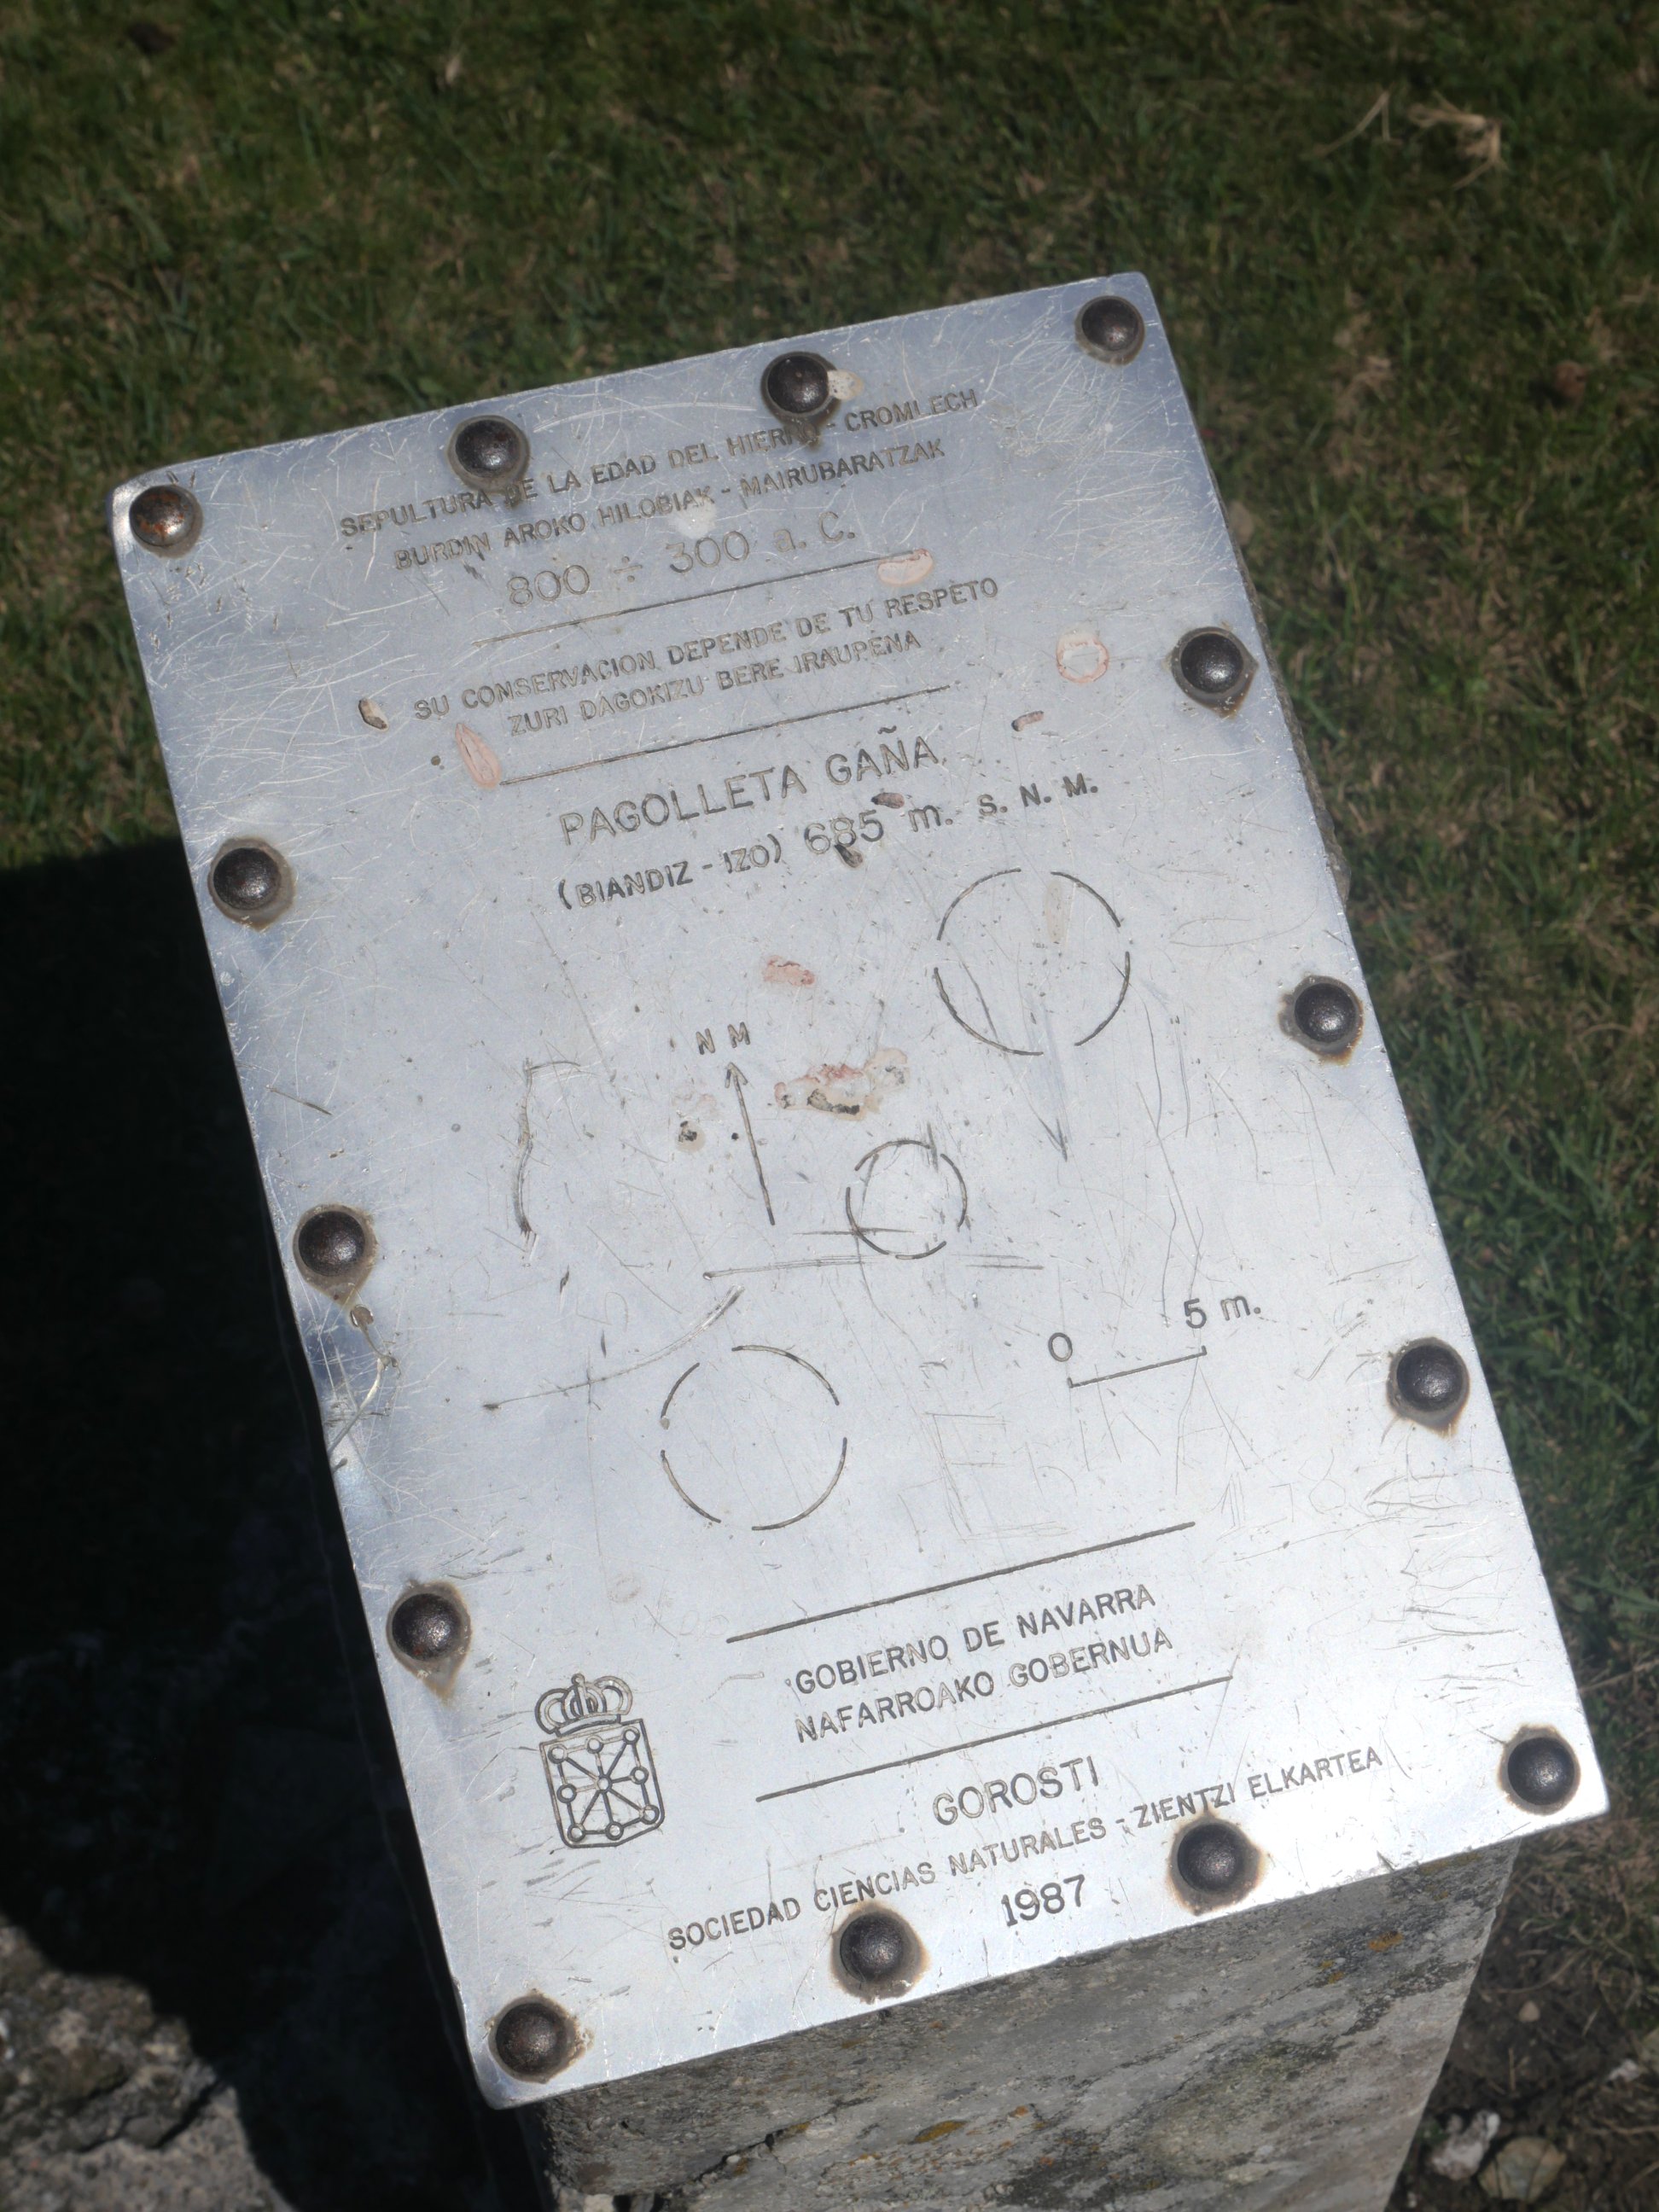 SEPULTURA DE LA EDAD DEL HIERRO - CROMLECH
BURDIN AROKO HILOBIAK - MAIRUBARATZAK
800 ÷ 300 a. C.
SU CONSERVACION DEPENDE DE TU RESPETO
ZURI DAGOKIZU BERE IRAUPENA
PAGOLLETA GAÑA
(BIANDIZ - IZO) 685 m. S. N. M.
N M
0 5 m.
GOBIERNO DE NAVARRA
NAFARROAKO GOBERNUA
GOROSTI
SOCIEDAD CIENCIAS NATURALES - ZIENTZI ELKARTEA
1987